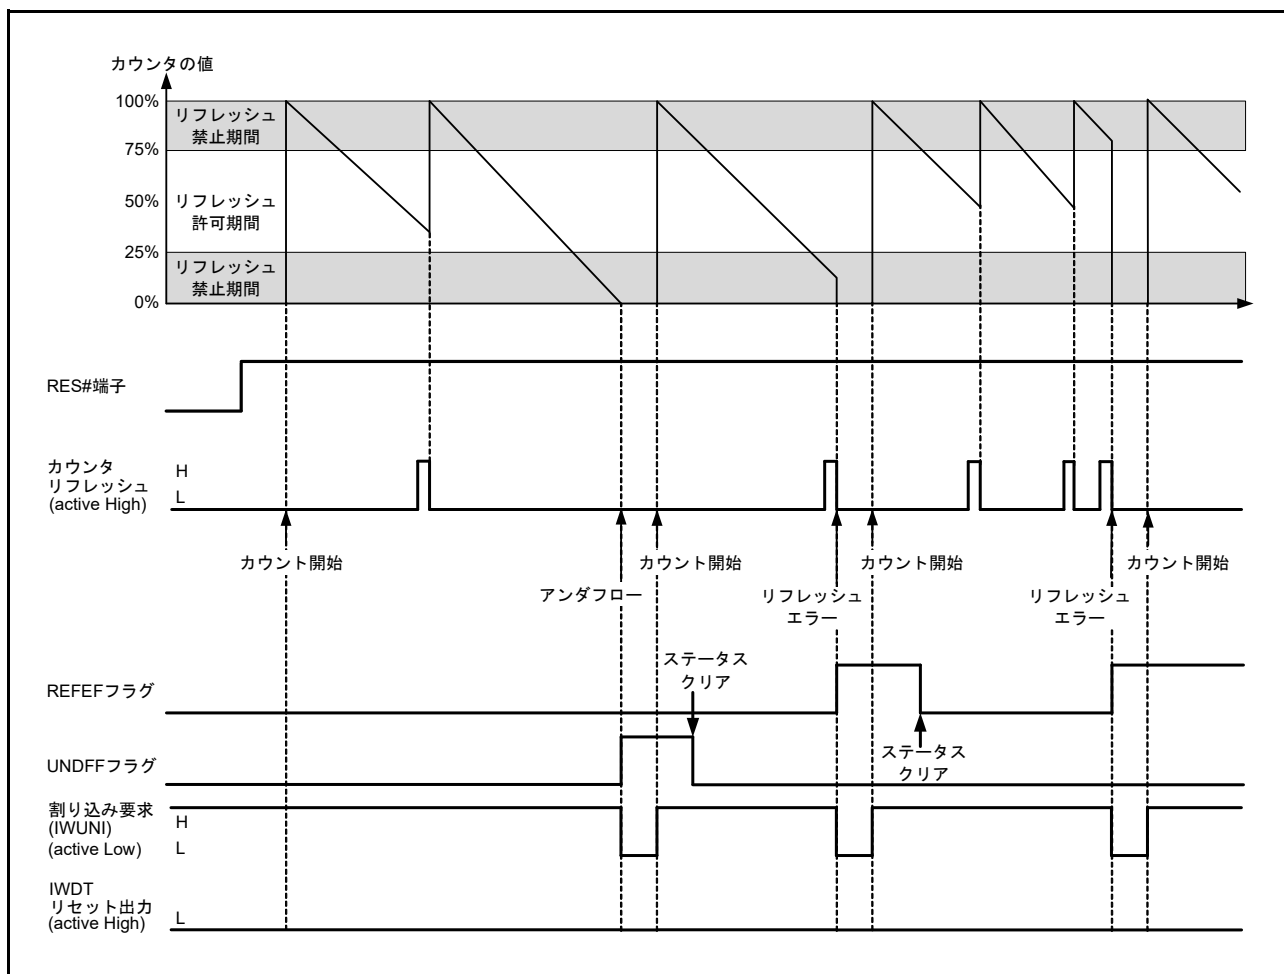 カウンタの値
100%
リフレッシュ
禁止期間
75%
50%
リフレッシュ
許可期間
25%
リフレッシュ
禁止期間
0%
RES#端子
カウンタ
リフレッシュ
(active High)
H
L
カウント開始
カウント開始
カウント開始
カウント開始
アンダフロー
リフレッシュ
エラー
リフレッシュ
エラー
ステータス
クリア
REFEFフラグ
ステータス
クリア
UNDFFフラグ
割り込み要求
(IWUNI)
(active Low)
H
L
IWDT
リセット出力
(active High)
L